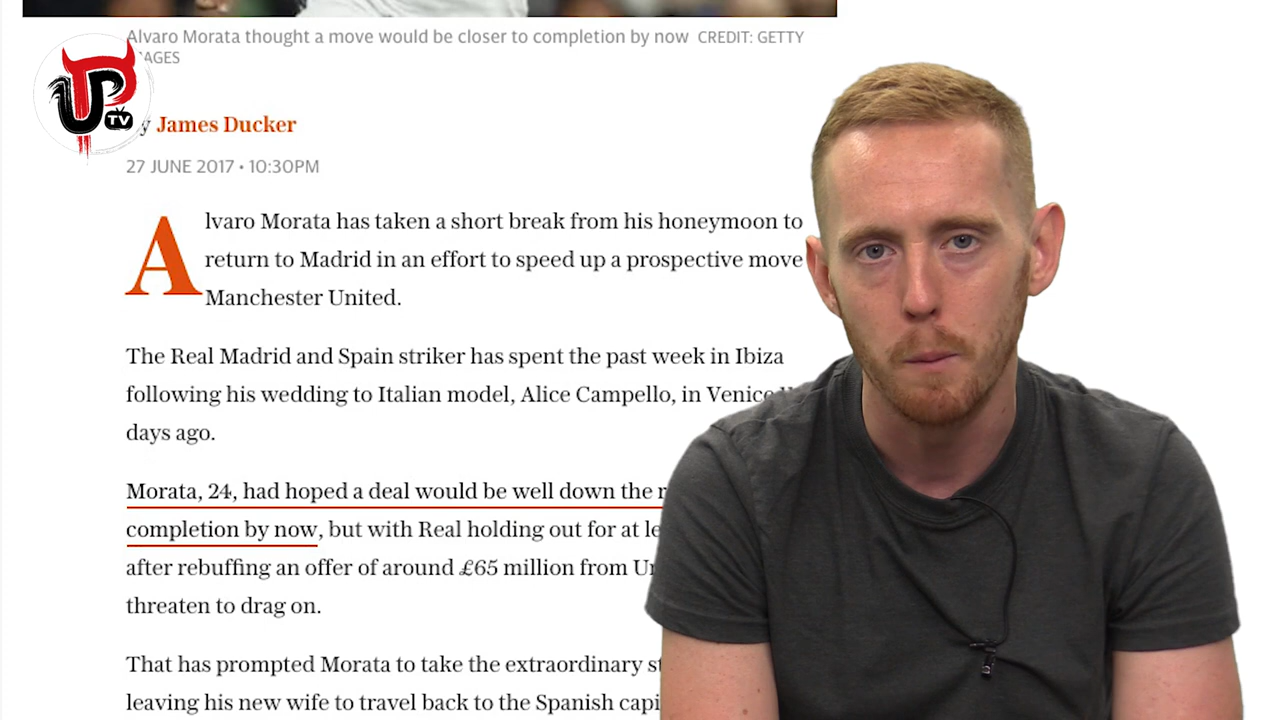 Alvaro Morata thought a move would be closer to completion by now CREDIT: GETTY
UP
TV
James Ducker
27 JUNE 2017 • 10:30PM
Alvaro Morata has taken a short break from his honeymoon to
return to Madrid in an effort to speed up a prospective move
Manchester United.
The Real Madrid and Spain striker has spent the past week in Ibiza
following his wedding to Italian model, Alice Campello, in Venice
days ago.
Morata, 24, had hoped a deal would be well down the
completion by now, but with Real holding out for at
after rebuffing an offer of around £65 million from
threaten to drag on.
That has prompted Morata to take the extraordinary
leaving his new wife to travel back to the Spanish